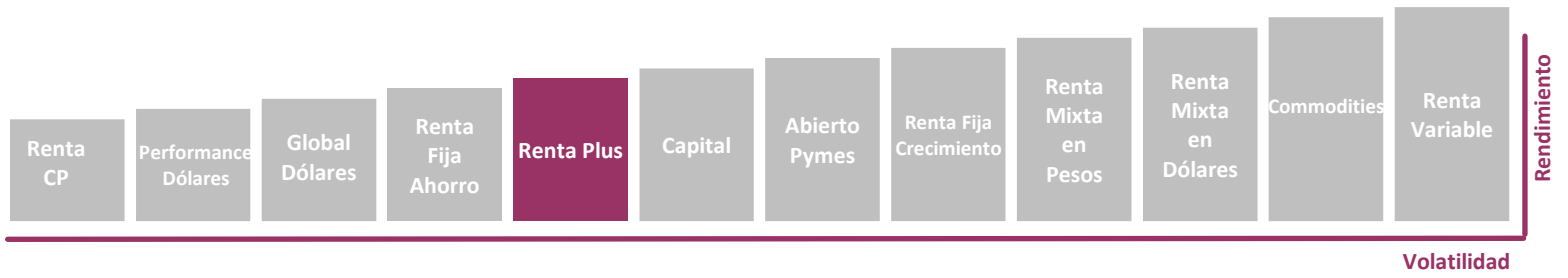 Renta
CP
Performance
Dólares
Global
Dólares
Renta
Fija
Ahorro
Renta Plus
Capital
Abierto
Pymes
Renta Fija
Crecimiento
Renta
Mixta
en
Pesos
Renta
Mixta
en
Dólares
Commodities
Renta
Variable
Rendimiento
Volatilidad